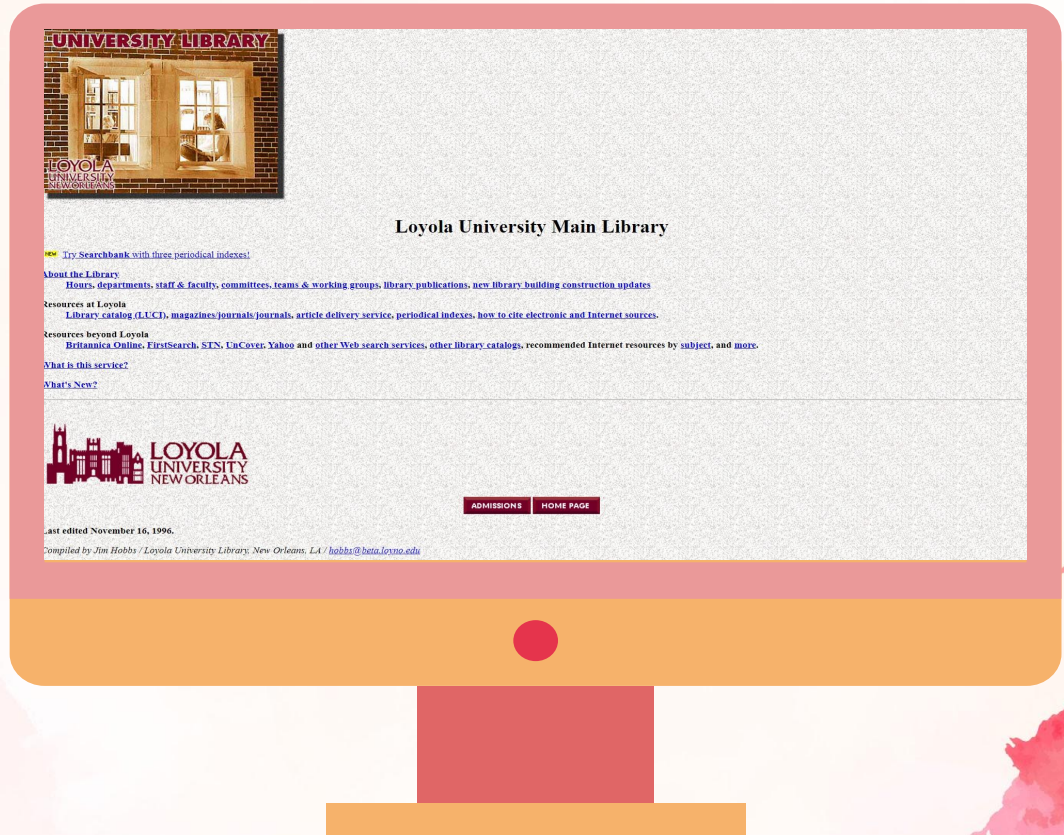 UNIVERSITY LIBRARY
LOYOLA
UNIVERSITY
NEW ORLEANS
Loyola University Main Library
NEW Try Searchbank with three periodical indexes!
About the Library
Hours, departments, staff & faculty, committees, teams & working groups, library publications, new library building construction updates
Resources at Loyola
Library catalog (LUCI), magazines/journals/journals, article delivery service, periodical indexes, how to cite electronic and Internet sources.
Resources beyond Loyola
Britannica Online, FirstSearch, STN, UnCover, Yahoo and other Web search services, other library catalogs, recommended Internet resources by subject, and more.
What is this service?
What's New?
LOYOLA
UNIVERSITY
NEW ORLEANS
ADMISSIONS HOME PAGE
Last edited November 16, 1996.
Compiled by Jim Hobbs / Loyola University Library, New Orleans, LA / hobbs@beta.loyno.edu